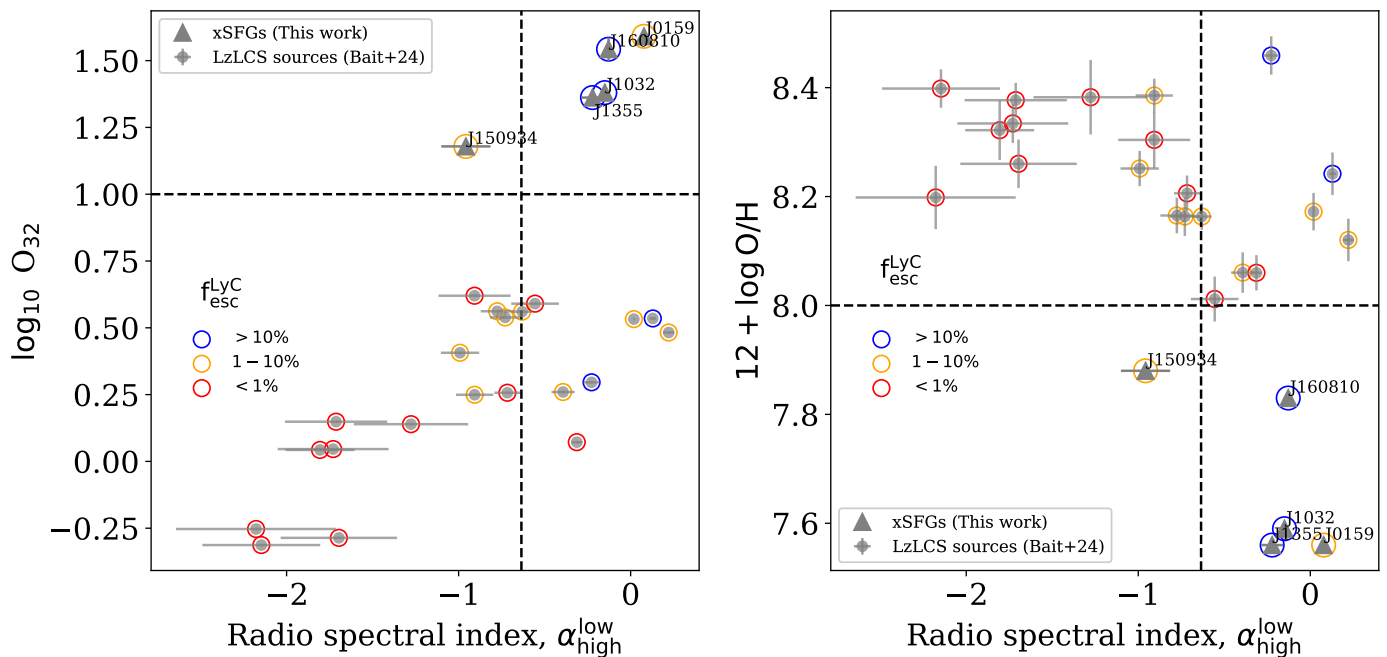 xSFGs (This work)
LzLCS sources (Bait+24)
J0159
J160810
J1032
J1355
J150934
f_esc^LyC
> 10%
1 − 10%
< 1%
1.50
1.25
1.00
0.75
0.50
0.25
0.00
−0.25
log₁₀ O₃₂
−2
−1
0
Radio spectral index, α_high^low
8.4
8.2
8.0
7.8
7.6
12 + log O/H
f_esc^LyC
> 10%
1 − 10%
< 1%
J150934
J160810
J1032
J1355
J0159
xSFGs (This work)
LzLCS sources (Bait+24)
−2
−1
0
Radio spectral index, α_high^low